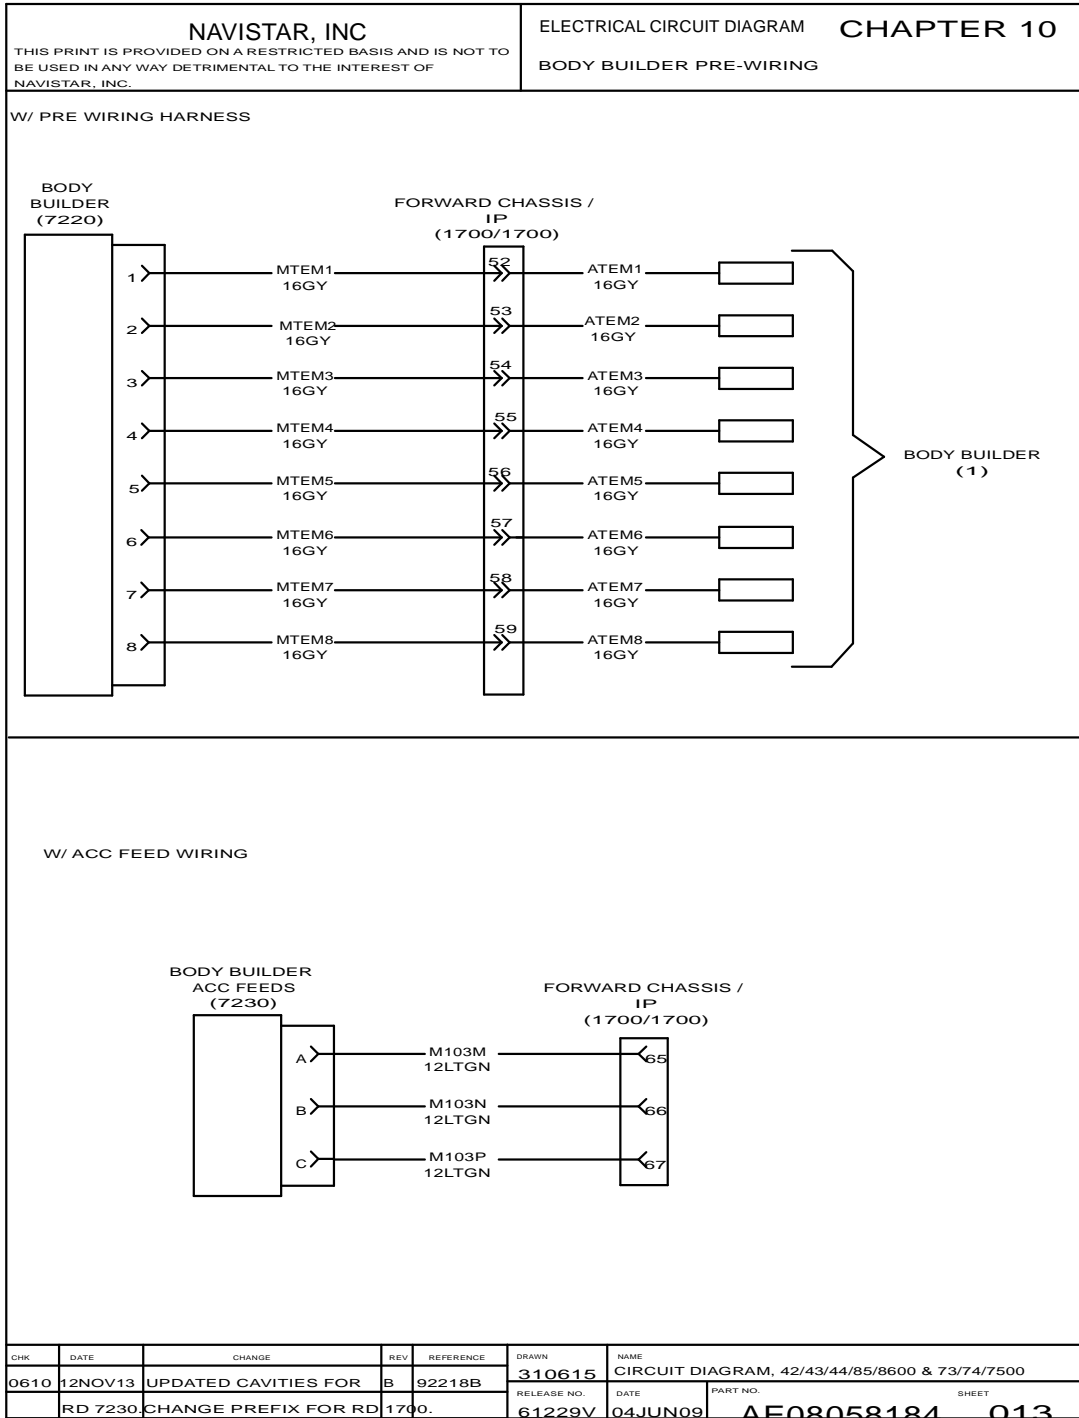 NAVISTAR, INC
THIS PRINT IS PROVIDED ON A RESTRICTED BASIS AND IS NOT TO
BE USED IN ANY WAY DETRIMENTAL TO THE INTEREST OF
NAVISTAR, INC.
ELECTRICAL CIRCUIT DIAGRAM CHAPTER 10
BODY BUILDER PRE-WIRING
W/ PRE WIRING HARNESS
BODY
BUILDER
(7220)
FORWARD CHASSIS /
IP
(1700/1700)
1 MTEM1 52 ATEM1
16GY 16GY
2 MTEM2 53 ATEM2
16GY 16GY
3 MTEM3 54 ATEM3
16GY 16GY
4 MTEM4 55 ATEM4
16GY 16GY
5 MTEM5 56 ATEM5
16GY 16GY
6 MTEM6 57 ATEM6
16GY 16GY
7 MTEM7 58 ATEM7
16GY 16GY
8 MTEM8 59 ATEM8
16GY 16GY
BODY BUILDER
(1)
W/ ACC FEED WIRING
BODY BUILDER
ACC FEEDS
(7230)
FORWARD CHASSIS /
IP
(1700/1700)
A M103M 65
12LTGN
B M103N 66
12LTGN
C M103P 67
12LTGN
CHK DATE CHANGE REV REFERENCE
0610 12NOV13 UPDATED CAVITIES FOR B 92218B
RD 7230.CHANGE PREFIX FOR RD 1700.
DRAWN NAME
310615 CIRCUIT DIAGRAM, 42/43/44/85/8600 & 73/74/7500
RELEASE NO. DATE PART NO. SHEET
61229V 04JUN09 AE08058184 013